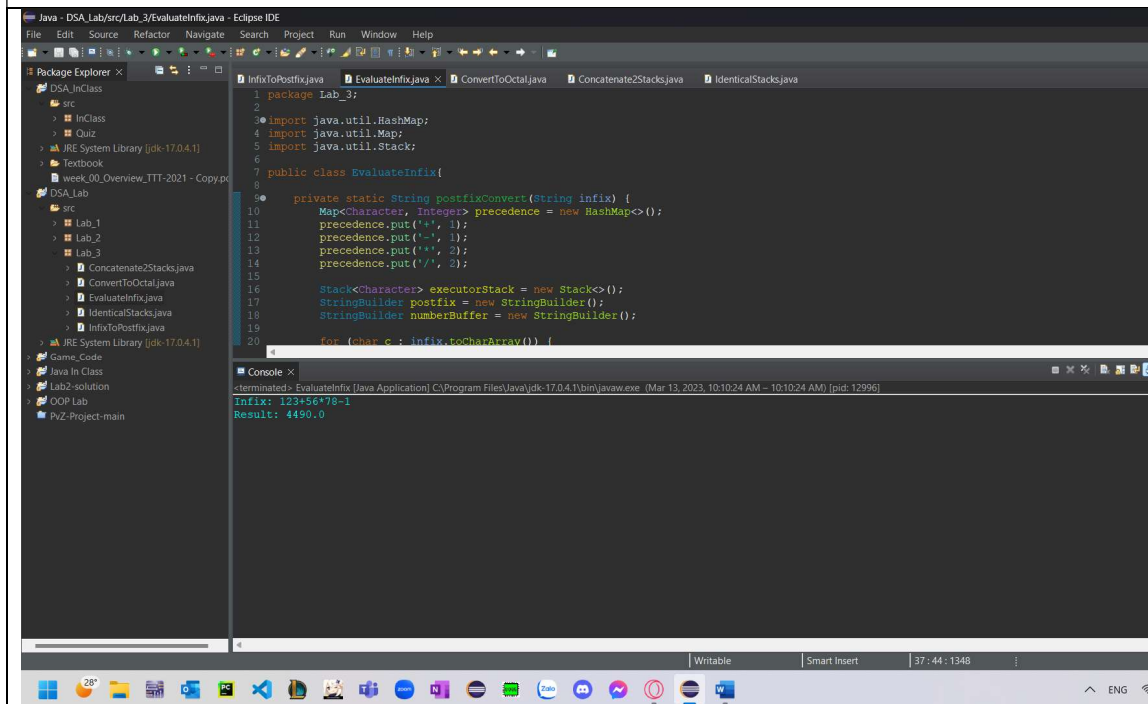 Java - DSA_Lab/src/Lab_3/EvaluateInfix.java - Eclipse IDE
File Edit Source Refactor Navigate Search Project Run Window Help
Package Explorer
DSA_InClass
src
InClass
Quiz
JRE System Library [jdk-17.0.4.1]
Textbook
week_00_Overview_TTT-2021 - Copy.pd
DSA_Lab
src
Lab_1
Lab_2
Lab_3
Concatenate2Stacks.java
ConvertToOctal.java
EvaluateInfix.java
IdenticalStacks.java
InfixToPostfix.java
JRE System Library [jdk-17.0.4.1]
Game_Code
Java In Class
Lab2-solution
OOP Lab
PvZ-Project-main
InfixToPostfix.java EvaluateInfix.java ConvertToOctal.java Concatenate2Stacks.java IdenticalStacks.java
1 package Lab_3;
2
3 import java.util.HashMap;
4 import java.util.Map;
5 import java.util.Stack;
6
7 public class EvaluateInfix{
8
9 private static String postfixConvert(String infix) {
10 Map<Character, Integer> precedence = new HashMap<>();
11 precedence.put('+', 1);
12 precedence.put('-', 1);
13 precedence.put('*', 2);
14 precedence.put('/', 2);
15
16 Stack<Character> executorStack = new Stack<>();
17 StringBuilder postfix = new StringBuilder();
18 StringBuilder numberBuffer = new StringBuilder();
19
20 for (char c : infix.toCharArray()) {
Console
<terminated> EvaluateInfix [Java Application] C:\Program Files\Java\jdk-17.0.4.1\bin\javaw.exe (Mar 13, 2023, 10:10:24 AM – 10:10:24 AM) [pid: 12996]
Infix: 123+56*78-1
Result: 4490.0
Writable Smart Insert 37 : 44 : 1348
28° PC zoom Zalo ENG